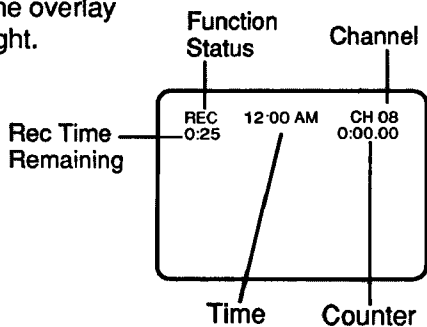 ne overlay
ght.
Function
Status
Channel
REC 12:00 AM CH 08
0:25 0:00.00
Rec Time
Remaining
Time
Counter